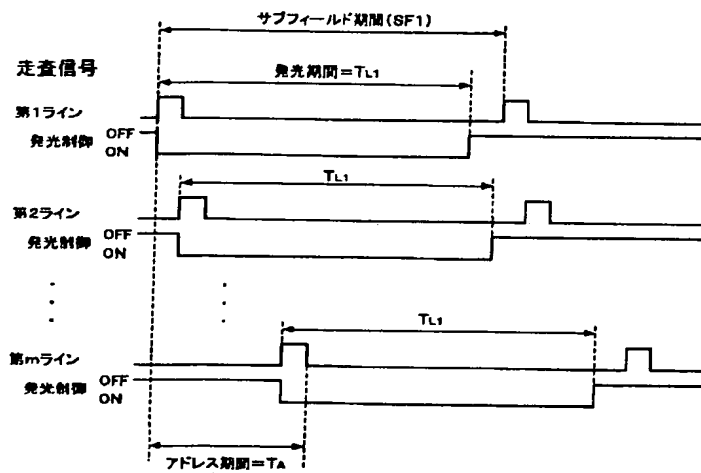 サブフィールド期間(SF1)
走査信号
発光期間=TL1
第1ライン
発光制御 OFF
ON
TL1
第2ライン
発光制御 OFF
ON
TL1
第mライン
発光制御 OFF
ON
アドレス期間=TA